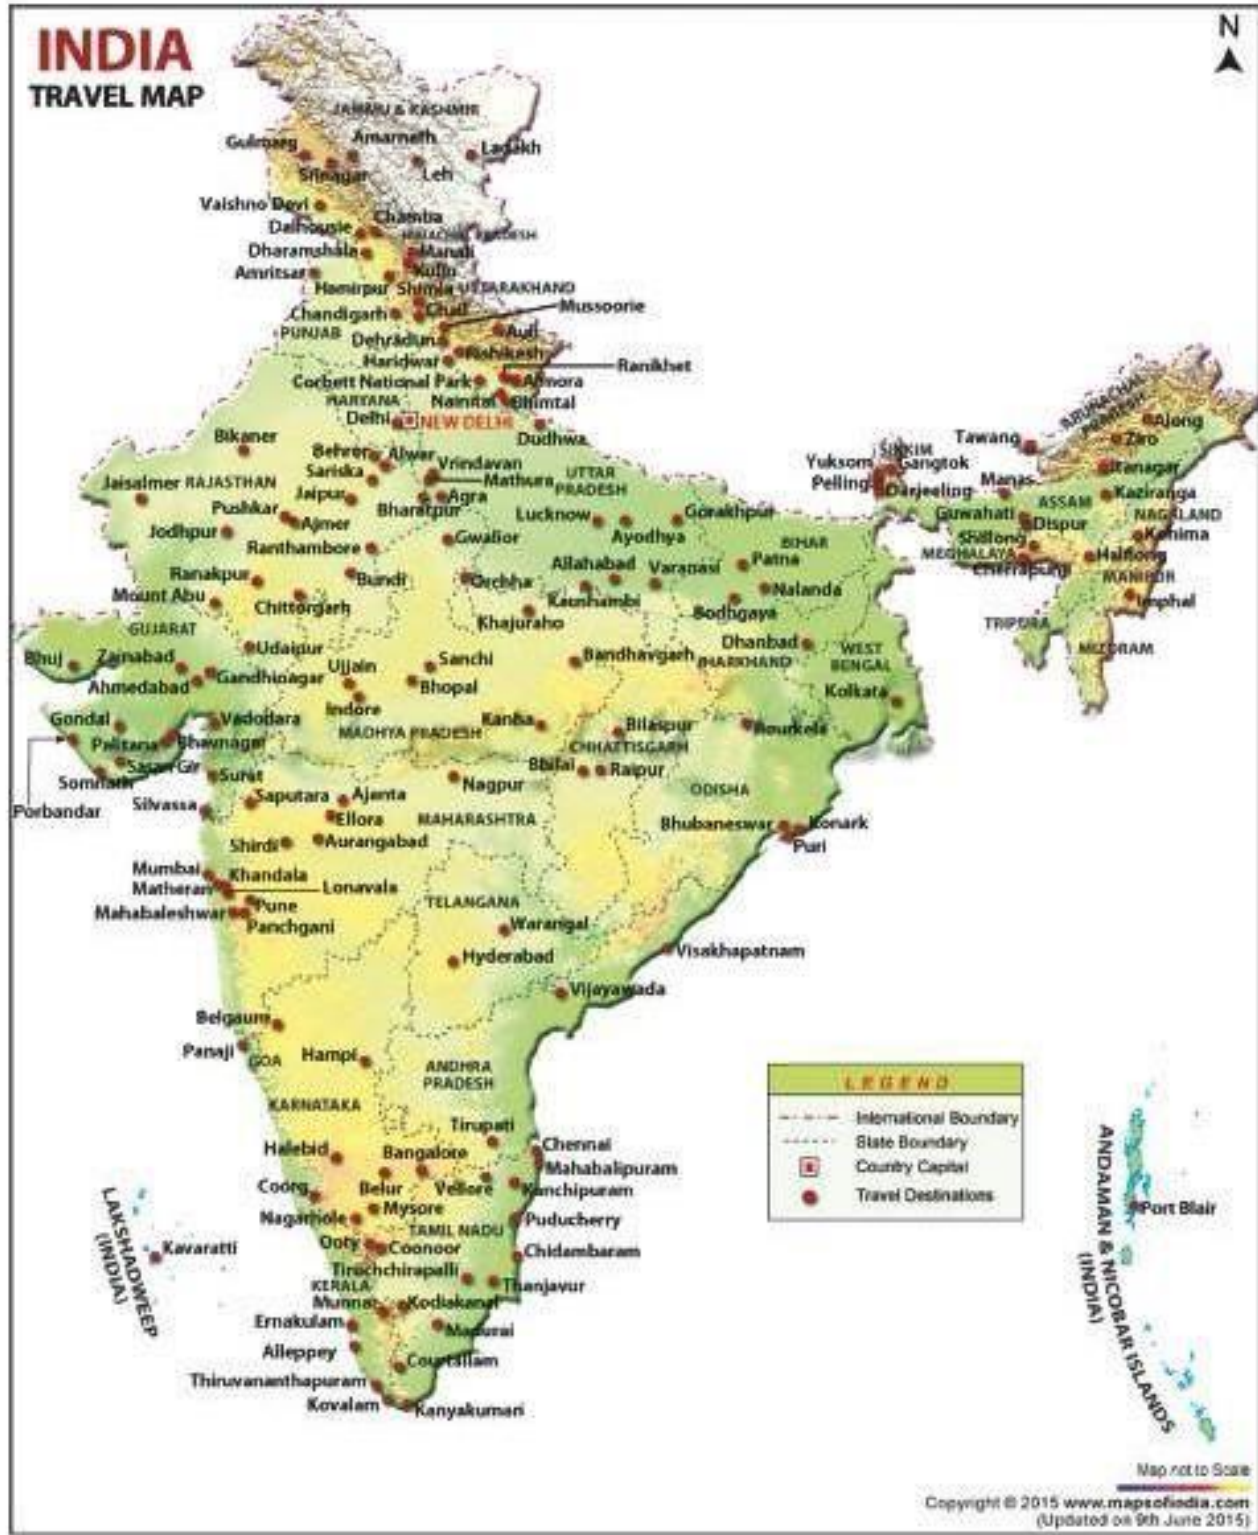 INDIA
TRAVEL MAP
N
JAMMU & KASHMIR
Gulmarg
Amarnath
Ladakh
Srinagar
Leh
Vaishno Devi
Chamba
Dalhousie
HIMACHAL PRADESH
Dharamshala
Manali
Amritsar
Kullu
Hamirpur
Shimla
UTTARAKHAND
Chandigarh
Chail
Mussoorie
PUNJAB
Auli
Dehradun
Rishikesh
Haridwar
Ranikhet
Corbett National Park
Almora
HARYANA
Nainital
Bhimtal
Delhi
NEW DELHI
Dudhwa
Bikaner
Behror
Alwar
Vrindavan
Sariska
Mathura
UTTAR
PRADESH
Jaisalmer
RAJASTHAN
Jaipur
Bharatpur
Agra
Pushkar
Ajmer
Lucknow
Gorakhpur
Jodhpur
Ayodhya
Ranthambore
Gwalior
BIHAR
Patna
Allahabad
Varanasi
Ranakpur
Bundi
Orchha
Nalanda
Mount Abu
Chittorgarh
Kaushambi
Bodhgaya
Khajuraho
GUJARAT
Udaipur
Dhanbad
WEST
BENGAL
Bhuj
Zainabad
Ujjain
Sanchi
Bandhavgarh
JHARKHAND
Ahmedabad
Gandhinagar
Bhopal
Kolkata
Indore
Gondal
Vadodara
MADHYA PRADESH
Kanha
Bilaspur
Rourkela
Palitana
Bhavnagar
CHHATTISGARH
Sasan Gir
Bhilai
Raipur
Somnath
Surat
Nagpur
ODISHA
Porbandar
Silvassa
Saputara
Ajanta
Ellora
MAHARASHTRA
Bhubaneswar
Konark
Shirdi
Aurangabad
Puri
Mumbai
Khandala
Matheran
Lonavala
Mahabaleshwar
Pune
Panchgani
TELANGANA
Warangal
Hyderabad
Visakhapatnam
Vijayawada
Belgaum
Panaji
GOA
Hampi
ANDHRA
PRADESH
KARNATAKA
Tirupati
Halebid
Bangalore
Chennai
Mahabalipuram
Coorg
Belur
Vellore
Kanchipuram
Nagarhole
Mysore
TAMIL NADU
Puducherry
Ooty
Coonoor
Chidambaram
Tiruchchirapalli
KERALA
Thanjavur
Munnar
Kodiakanal
Ernakulam
Madurai
Alleppey
Courtallam
Thiruvananthapuram
Kovalam
Kanyakumari
ARUNACHAL
PRADESH
Along
Tawang
Ziro
SIKKIM
Yuksom
Gangtok
Itanagar
Pelling
Darjeeling
Manas
ASSAM
Kaziranga
Guwahati
Dispur
NAGALAND
Shillong
Kohima
MEGHALAYA
Cherrapunji
Haflong
MANIPUR
Imphal
TRIPURA
MIZORAM
LEGEND
International Boundary
State Boundary
Country Capital
Travel Destinations
LAKSHADWEEP
(INDIA)
Kavaratti
ANDAMAN & NICOBAR ISLANDS
(INDIA)
Port Blair
Map not to Scale
Copyright © 2015 www.mapsofindia.com
(Updated on 9th June 2015)